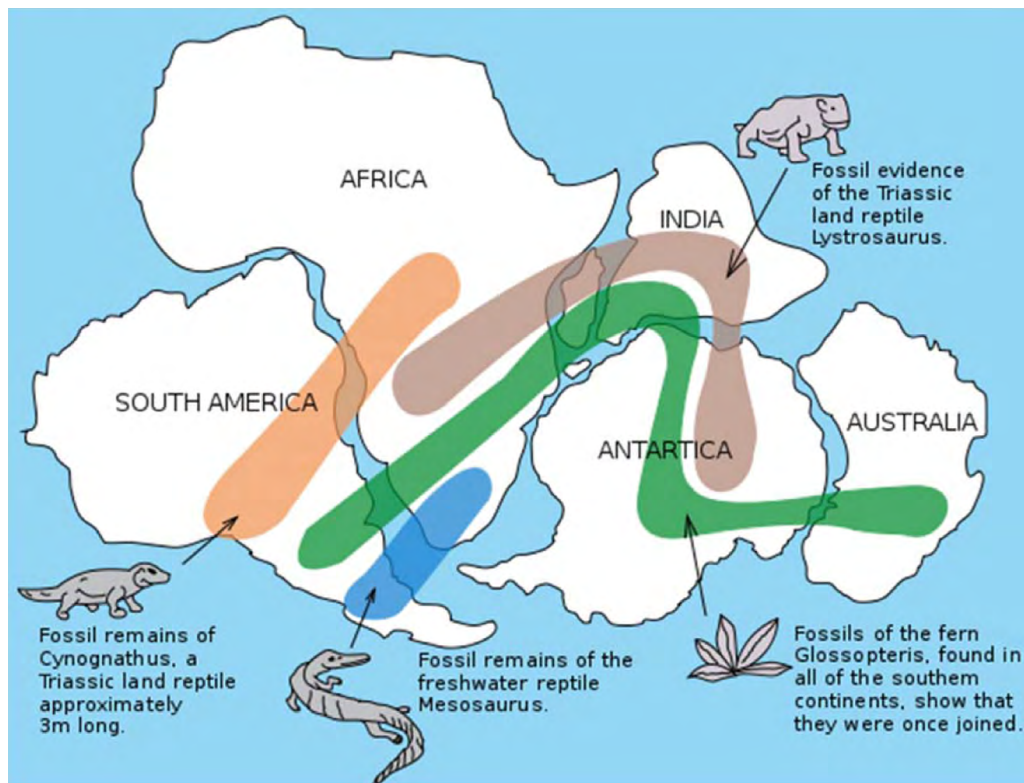 AFRICA
INDIA
Fossil evidence
of the Triassic
land reptile
Lystrosaurus.
SOUTH AMERICA
ANTARTICA
AUSTRALIA
Fossil remains of
Cynognathus, a
Triassic land reptile
approximately
3m long.
Fossil remains of the
freshwater reptile
Mesosaurus.
Fossils of the fern
Glossopteris, found in
all of the southern
continents, show that
they were once joined.